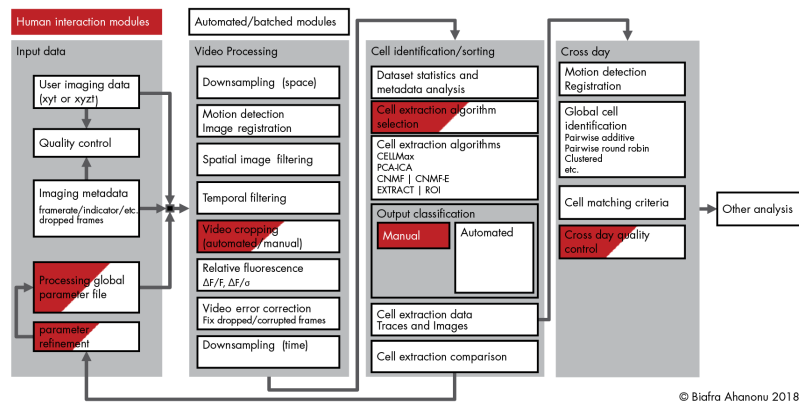 Human interaction modules
Automated/batched modules
Input data
User imaging data
(xyt or xyzt)
Quality control
Imaging metadata
framerate/indicator/etc.
dropped frames
Processing global
parameter file
parameter
refinement
Video Processing
Downsampling (space)
Motion detection
Image registration
Spatial image filtering
Temporal filtering
Video cropping
(automated/manual)
Relative fluorescence
ΔF/F, ΔF/σ
Video error correction
Fix dropped/corrupted frames
Downsampling (time)
Cell identification/sorting
Dataset statistics and
metadata analysis
Cell extraction algorithm
selection
Cell extraction algorithms
CELLMax
PCA-ICA
CNMF | CNMF-E
EXTRACT | ROI
Output classification
Manual
Automated
Cell extraction data
Traces and Images
Cell extraction comparison
Cross day
Motion detection
Registration
Global cell
identification
Pairwise additive
Pairwise round robin
Clustered
etc.
Cell matching criteria
Cross day quality
control
Other analysis
© Biafra Ahanonu 2018